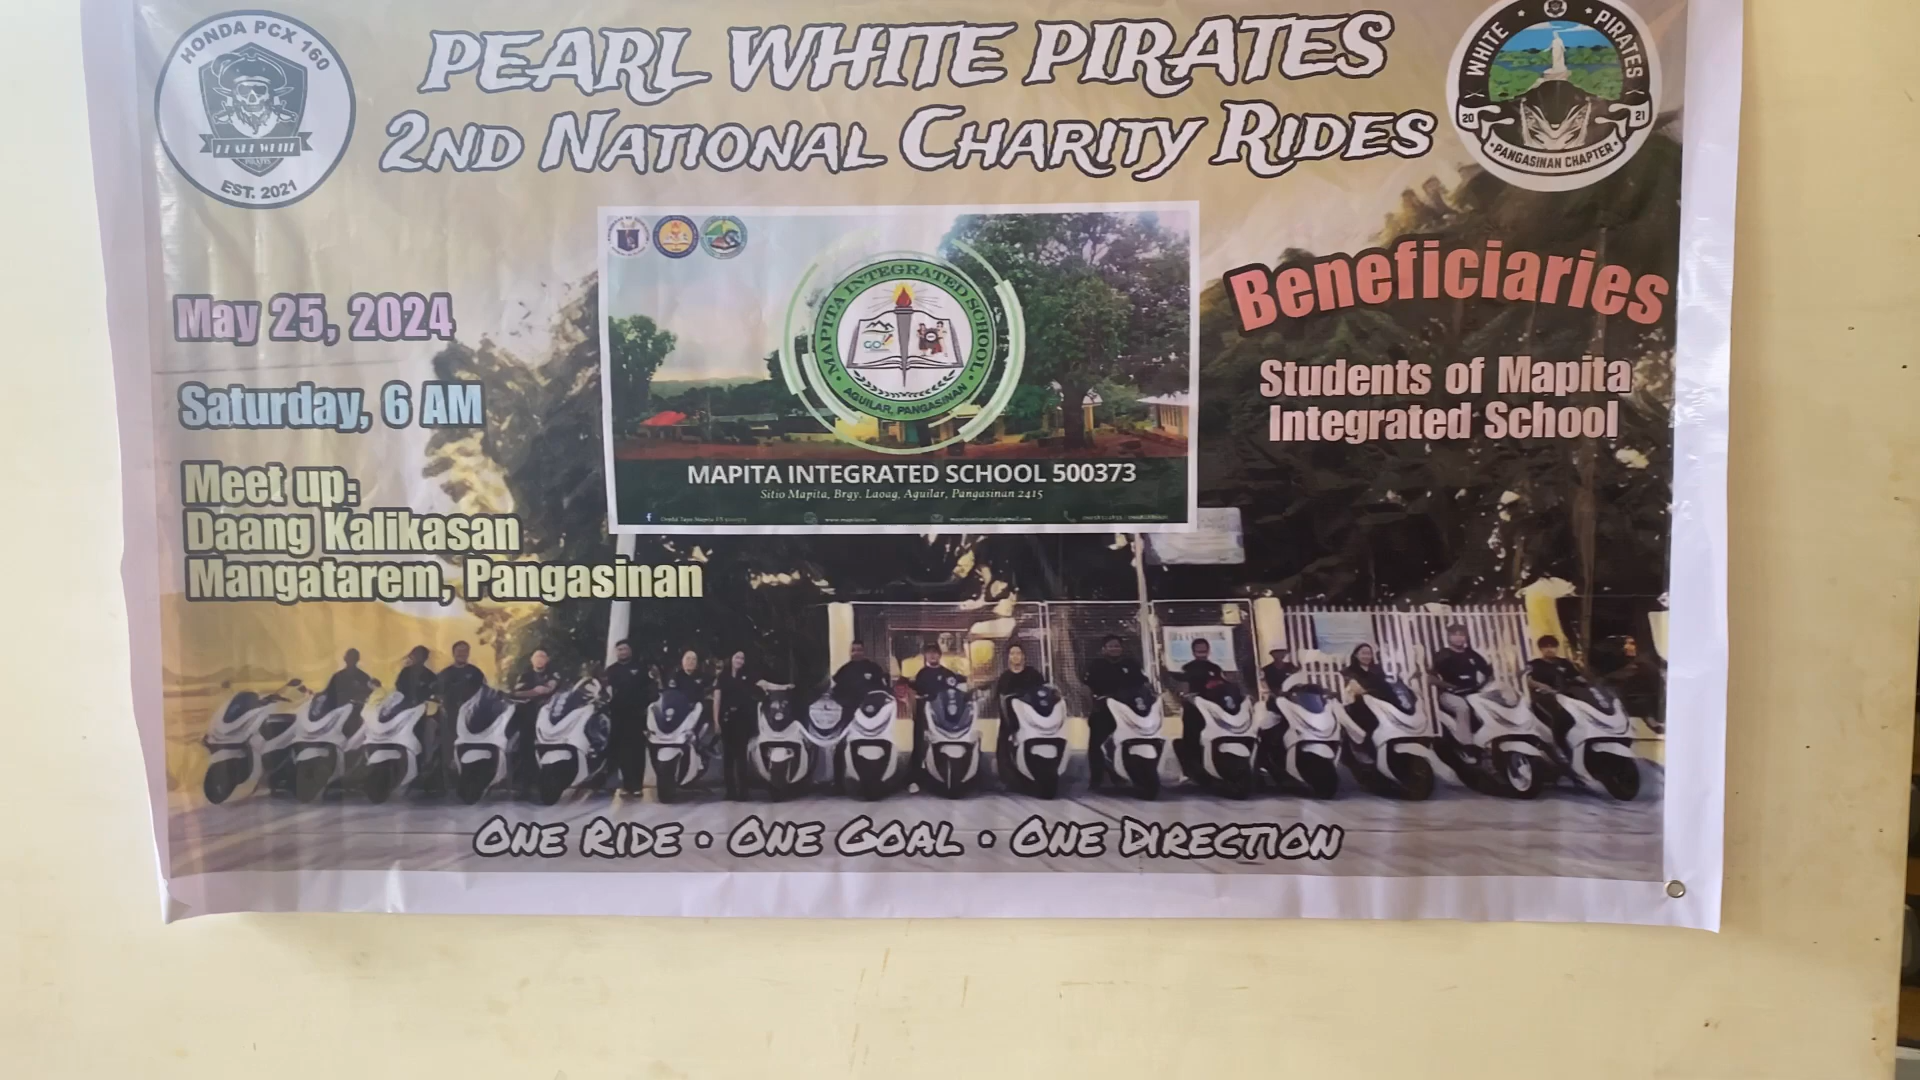 HONDA PCX 160
PEARL WHITE
PIRATES
EST. 2021
PEARL WHITE PIRATES
2ND NATIONAL CHARITY RIDES
WHITE PIRATES
20 21
PANGASINAN CHAPTER
May 25, 2024
Saturday, 6 AM
Meet up:
Daang Kalikasan
Mangatarem, Pangasinan
MAPITA INTEGRATED SCHOOL
AGUILAR, PANGASINAN
MAPITA INTEGRATED SCHOOL 500373
Sitio Mapita, Brgy. Laoag, Aguilar, Pangasinan 2415
Beneficiaries
Students of Mapita
Integrated School
ONE RIDE • ONE GOAL • ONE DIRECTION